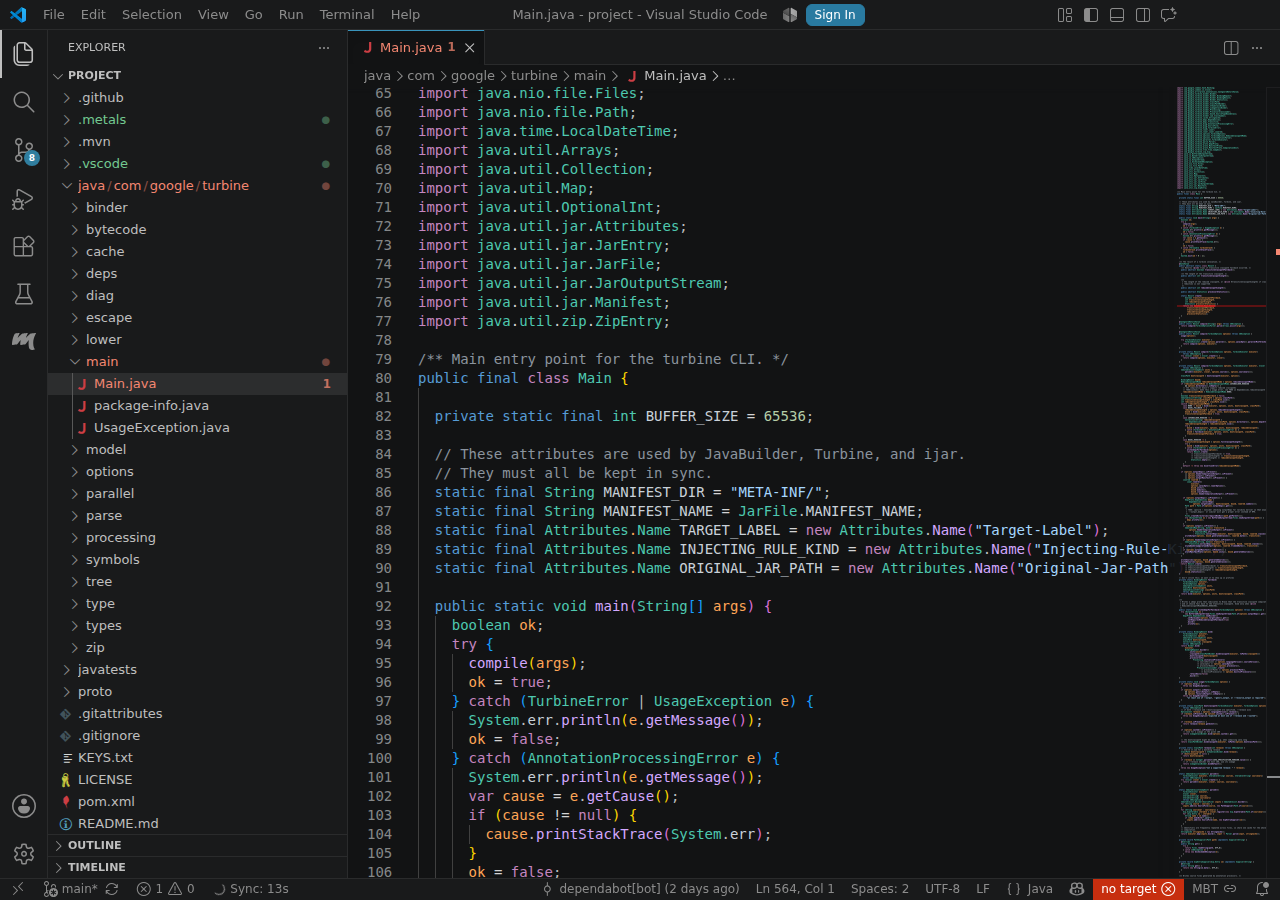 File Edit Selection View Go Run Terminal Help
Main.java - project - Visual Studio Code
Sign In
EXPLORER
PROJECT
.github
.metals
.mvn
.vscode
java/com/google/turbine
binder
bytecode
cache
deps
diag
escape
lower
main
Main.java 1
package-info.java
UsageException.java
model
options
parallel
parse
processing
symbols
tree
type
types
zip
javatests
proto
.gitattributes
.gitignore
KEYS.txt
LICENSE
pom.xml
README.md
OUTLINE
TIMELINE
8
Main.java 1
java > com > google > turbine > main > Main.java > …
65 import java.nio.file.Files;
66 import java.nio.file.Path;
67 import java.time.LocalDateTime;
68 import java.util.Arrays;
69 import java.util.Collection;
70 import java.util.Map;
71 import java.util.OptionalInt;
72 import java.util.jar.Attributes;
73 import java.util.jar.JarEntry;
74 import java.util.jar.JarFile;
75 import java.util.jar.JarOutputStream;
76 import java.util.jar.Manifest;
77 import java.util.zip.ZipEntry;
78
79 /** Main entry point for the turbine CLI. */
80 public final class Main {
81
82 private static final int BUFFER_SIZE = 65536;
83
84 // These attributes are used by JavaBuilder, Turbine, and ijar.
85 // They must all be kept in sync.
86 static final String MANIFEST_DIR = "META-INF/";
87 static final String MANIFEST_NAME = JarFile.MANIFEST_NAME;
88 static final Attributes.Name TARGET_LABEL = new Attributes.Name("Target-Label");
89 static final Attributes.Name INJECTING_RULE_KIND = new Attributes.Name("Injecting-Rule-K
90 static final Attributes.Name ORIGINAL_JAR_PATH = new Attributes.Name("Original-Jar-Path
91
92 public static void main(String[] args) {
93 boolean ok;
94 try {
95 compile(args);
96 ok = true;
97 } catch (TurbineError | UsageException e) {
98 System.err.println(e.getMessage());
99 ok = false;
100 } catch (AnnotationProcessingError e) {
101 System.err.println(e.getMessage());
102 var cause = e.getCause();
103 if (cause != null) {
104 cause.printStackTrace(System.err);
105 }
106 ok = false;
main* 1 0 Sync: 13s dependabot[bot] (2 days ago) Ln 564, Col 1 Spaces: 2 UTF-8 LF { } Java no target MBT